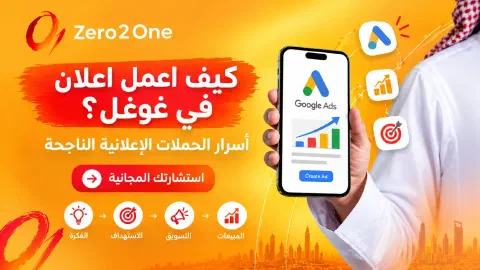 Zero2One
كيف اعمل اعلان
في غوغل؟
أسرار الحملات الإعلانية الناجحة
استشارتك المجانية
الفكرة
الاستهداف
التسويق
المبيعات
Google Ads
Create Ad